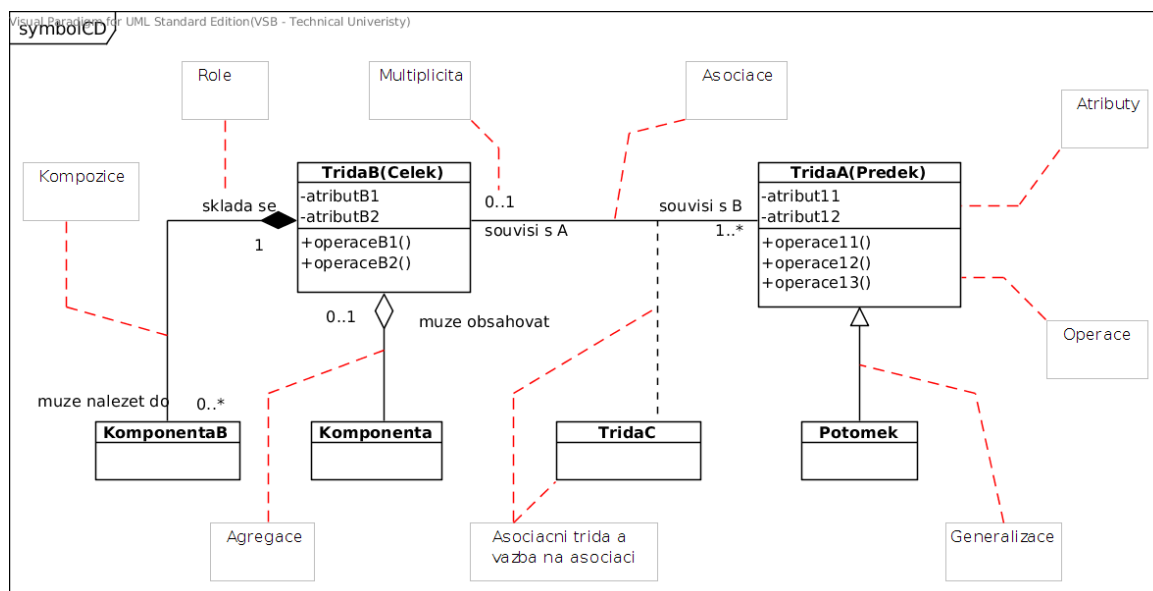 Visual Paradigm for UML Standard Edition(VSB - Technical Univeristy)
symbolCD
Role
Multiplicita
Asociace
Atributy
Kompozice
TridaB(Celek)
-atributB1
-atributB2
+operaceB1()
+operaceB2()
TridaA(Predek)
-atribut11
-atribut12
+operace11()
+operace12()
+operace13()
sklada se
1
0..1
souvisi s A
souvisi s B
1..*
0..1
muze obsahovat
Operace
muze nalezet do
0..*
KomponentaB
Komponenta
TridaC
Potomek
Agregace
Asociacni trida a
vazba na asociaci
Generalizace